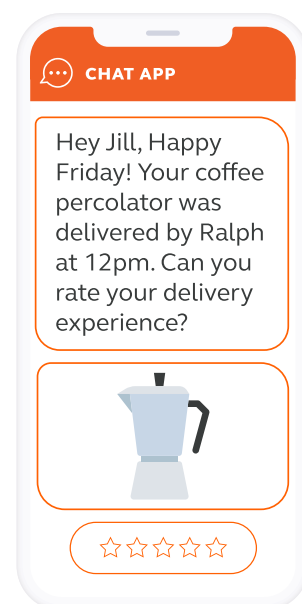 CHAT APP
Hey Jill, Happy
Friday! Your coffee
percolator was
delivered by Ralph
at 12pm. Can you
rate your delivery
experience?